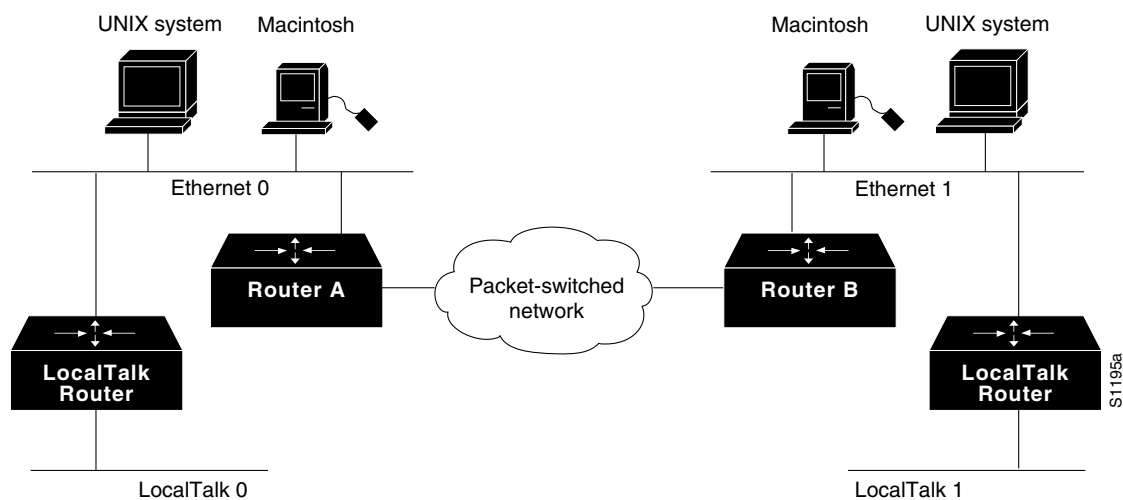 UNIX system
Macintosh
Macintosh
UNIX system
Ethernet 0
Ethernet 1
Router A
Packet-switched
network
Router B
LocalTalk
Router
LocalTalk
Router
S1195a
LocalTalk 0
LocalTalk 1